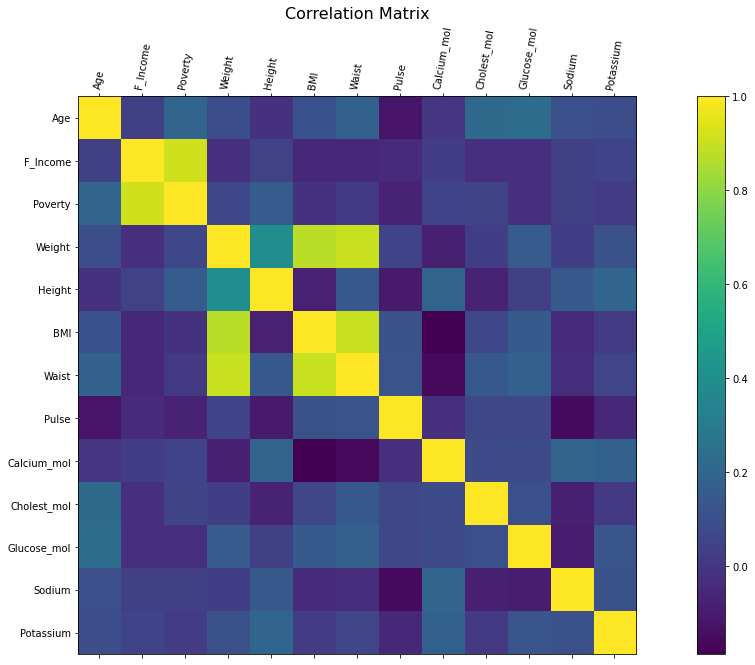 Correlation Matrix
Age
F_Income
Poverty
Weight
Height
BMI
Waist
Pulse
Calcium_mol
Cholest_mol
Glucose_mol
Sodium
Potassium
Age
F_Income
Poverty
Weight
Height
BMI
Waist
Pulse
Calcium_mol
Cholest_mol
Glucose_mol
Sodium
Potassium
1.0
0.8
0.6
0.4
0.2
0.0